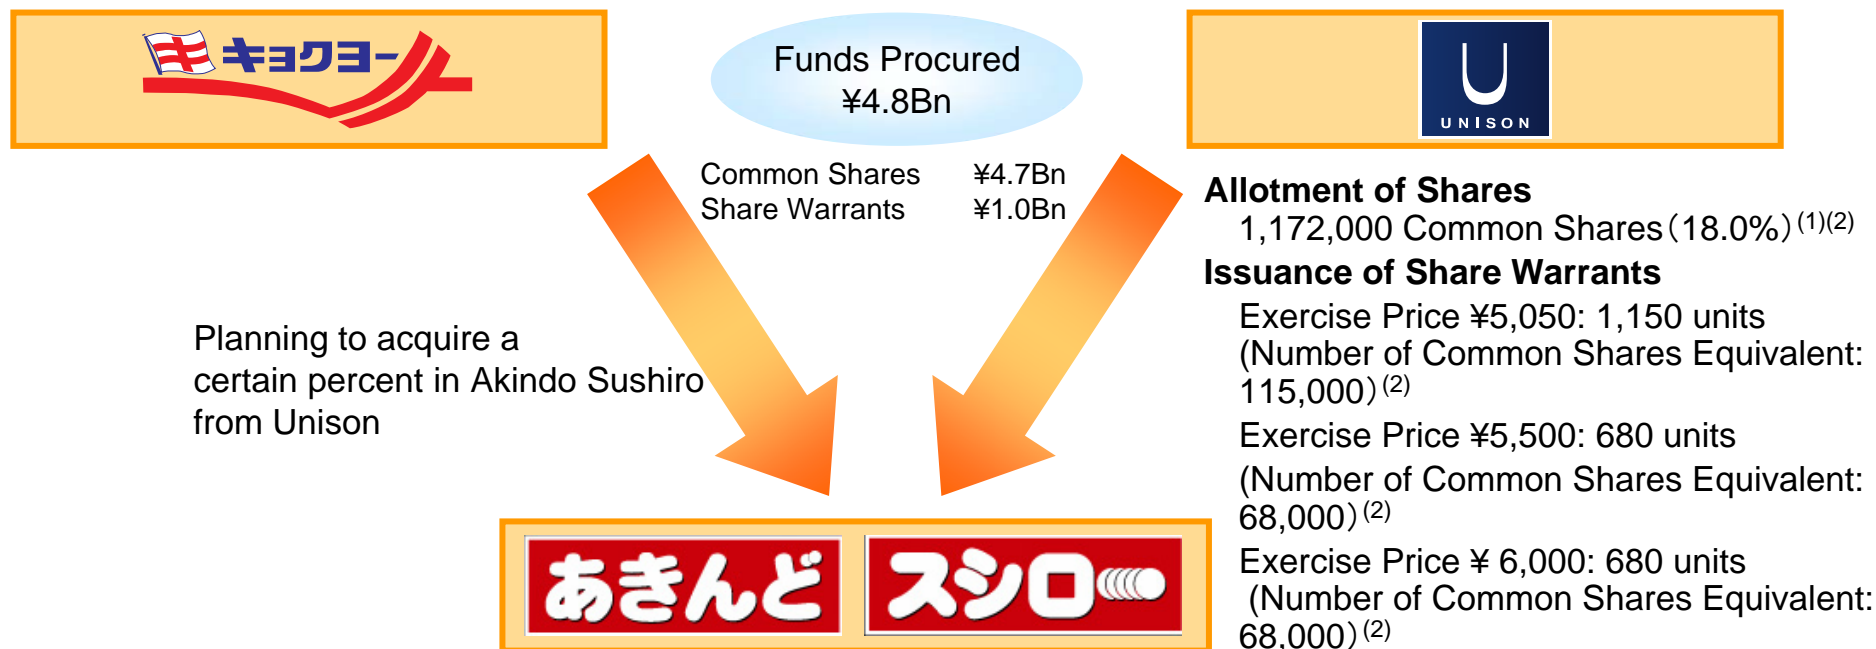 キョクヨー
Funds Procured
¥4.8Bn
UNISON
Common Shares ¥4.7Bn
Share Warrants ¥1.0Bn
Planning to acquire a
certain percent in Akindo Sushiro
from Unison
Allotment of Shares
1,172,000 Common Shares（18.0%）(1)(2)
Issuance of Share Warrants
Exercise Price ¥5,050: 1,150 units
(Number of Common Shares Equivalent:
115,000）(2)
Exercise Price ¥5,500: 680 units
(Number of Common Shares Equivalent:
68,000）(2)
Exercise Price ¥ 6,000: 680 units
(Number of Common Shares Equivalent:
68,000）(2)
あきんど スシロー